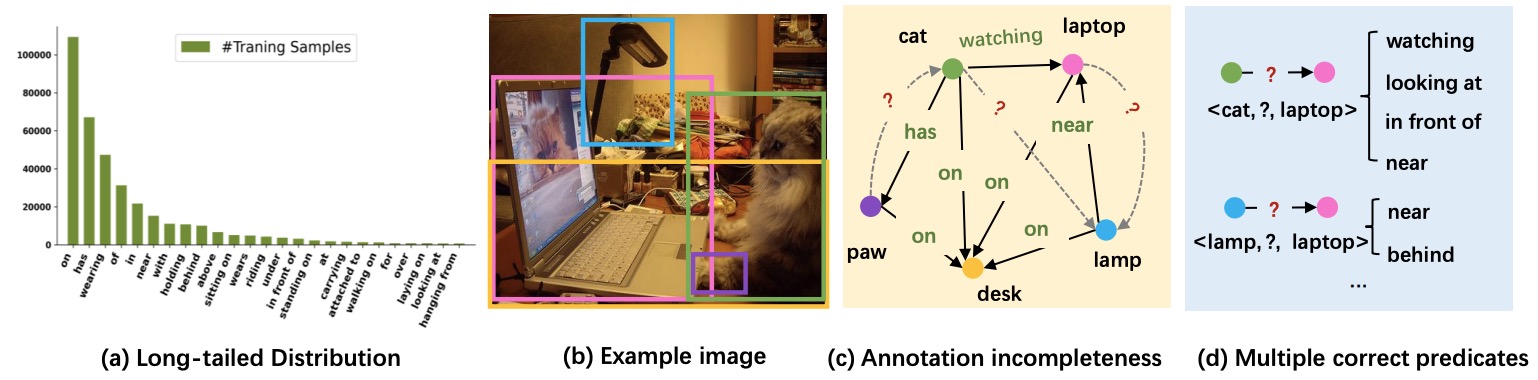 100000
80000
60000
40000
20000
0
#Traning Samples
on
has
wearing
of
in
near
with
holding
behind
above
sitting on
wears
riding
under
in front of
standing on
at
carrying
attached to
walking on
for
over
laying on
looking at
hanging from
(a) Long-tailed Distribution
(b) Example image
cat
watching
laptop
?
?
?
has
near
on
on
paw
on
on
lamp
desk
(c) Annotation incompleteness
?
<cat, ?, laptop>
watching
looking at
in front of
near
?
<lamp, ?, laptop>
near
behind
...
(d) Multiple correct predicates